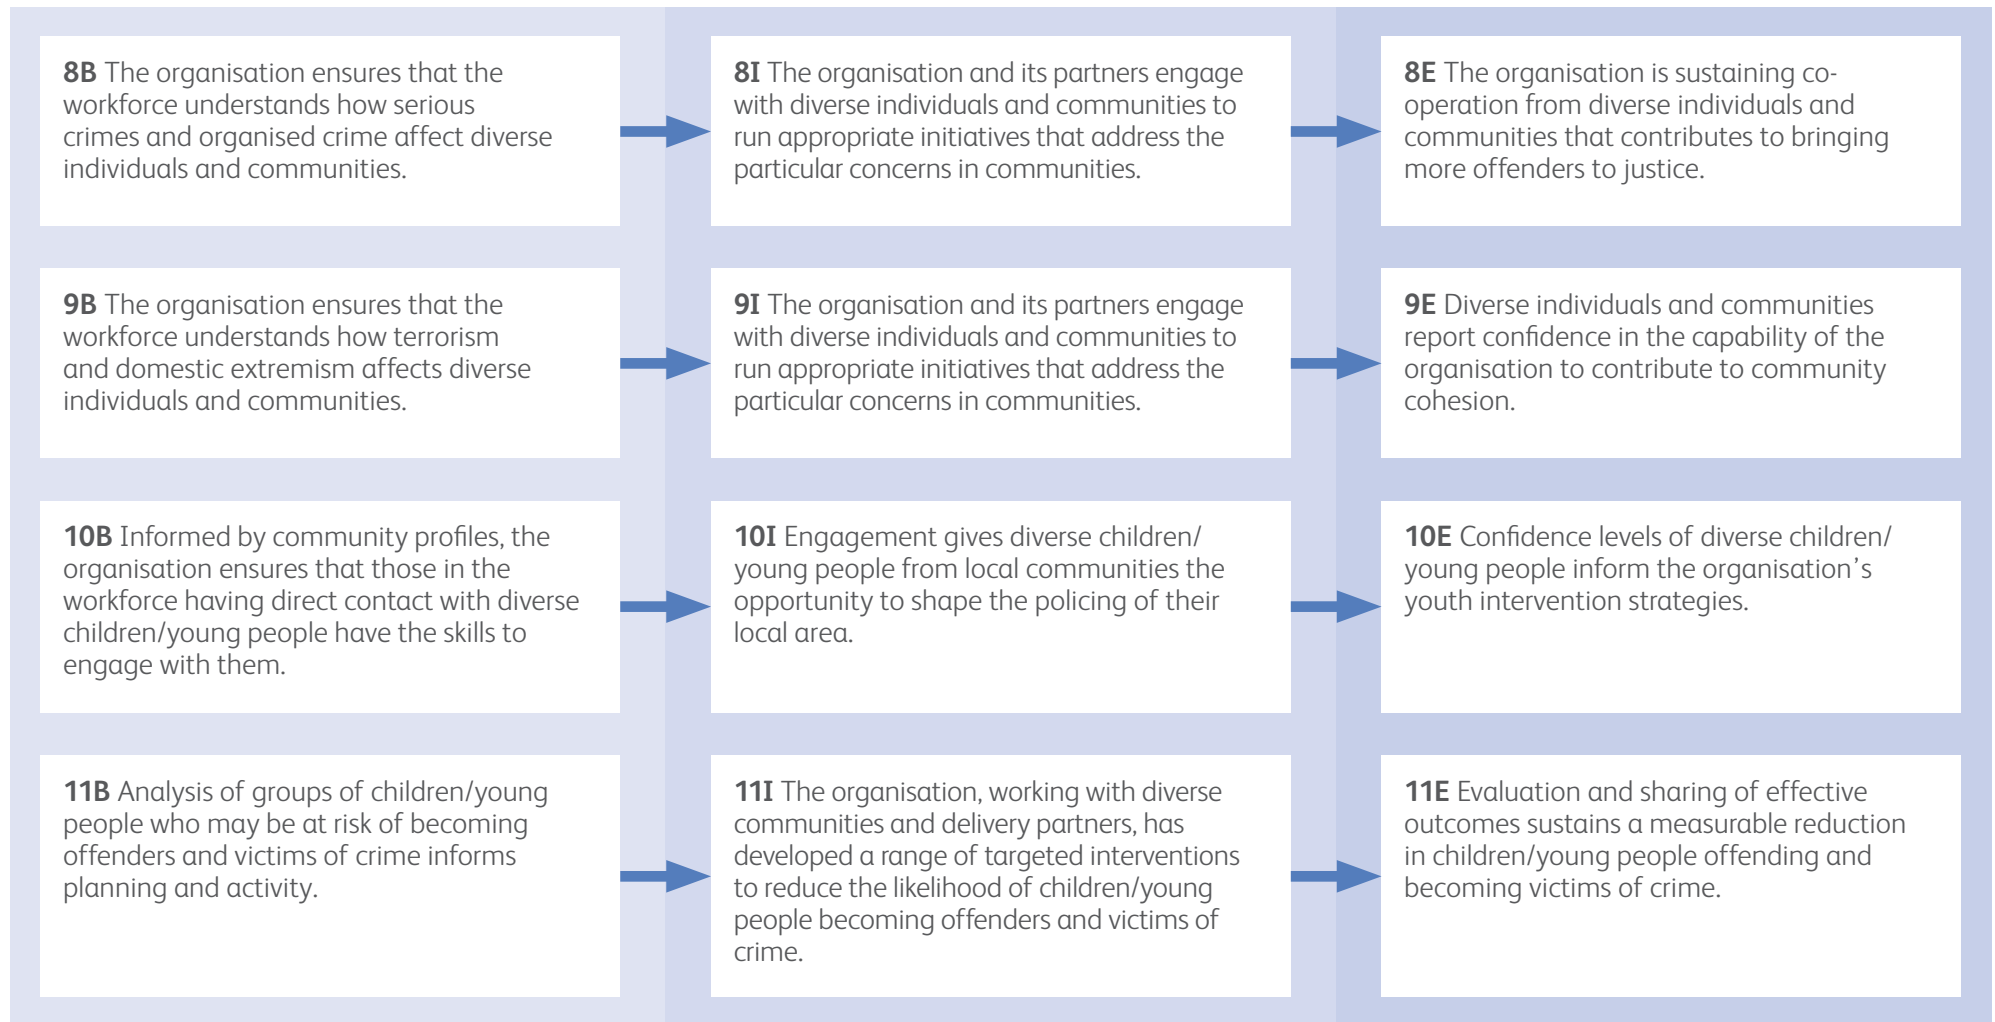 8B The organisation ensures that the
workforce understands how serious
crimes and organised crime affect diverse
individuals and communities.
8I The organisation and its partners engage
with diverse individuals and communities to
run appropriate initiatives that address the
particular concerns in communities.
8E The organisation is sustaining co-
operation from diverse individuals and
communities that contributes to bringing
more offenders to justice.
9B The organisation ensures that the
workforce understands how terrorism
and domestic extremism affects diverse
individuals and communities.
9I The organisation and its partners engage
with diverse individuals and communities to
run appropriate initiatives that address the
particular concerns in communities.
9E Diverse individuals and communities
report confidence in the capability of the
organisation to contribute to community
cohesion.
10B Informed by community profiles, the
organisation ensures that those in the
workforce having direct contact with diverse
children/young people have the skills to
engage with them.
10I Engagement gives diverse children/
young people from local communities the
opportunity to shape the policing of their
local area.
10E Confidence levels of diverse children/
young people inform the organisation’s
youth intervention strategies.
11B Analysis of groups of children/young
people who may be at risk of becoming
offenders and victims of crime informs
planning and activity.
11I The organisation, working with diverse
communities and delivery partners, has
developed a range of targeted interventions
to reduce the likelihood of children/young
people becoming offenders and victims of
crime.
11E Evaluation and sharing of effective
outcomes sustains a measurable reduction
in children/young people offending and
becoming victims of crime.